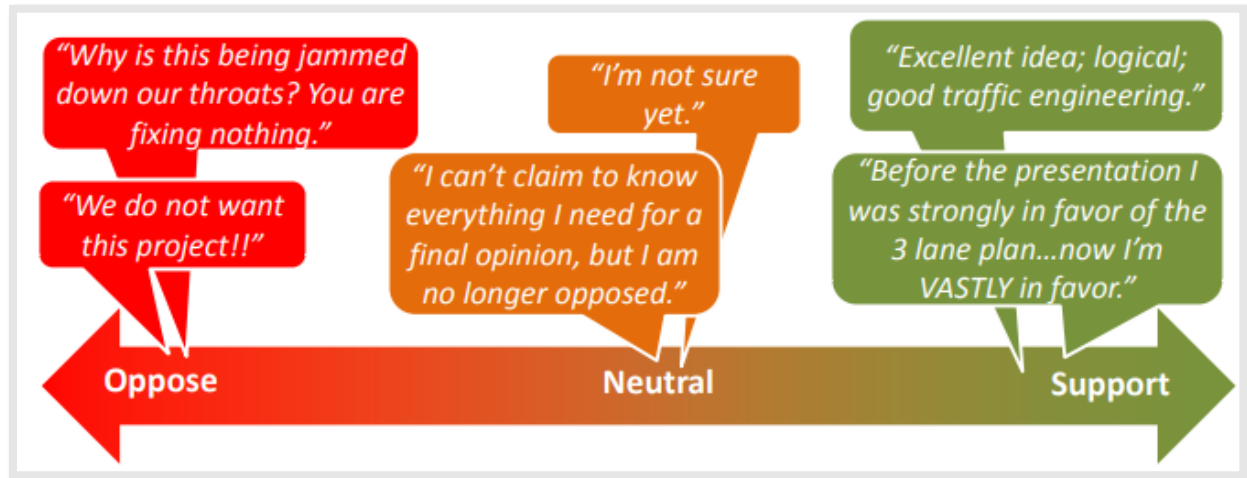 “Why is this being jammed
down our throats? You are
fixing nothing.”
“We do not want
this project!!”
“I’m not sure
yet.”
“I can’t claim to know
everything I need for a
final opinion, but I am
no longer opposed.”
“Excellent idea; logical;
good traffic engineering.”
“Before the presentation I
was strongly in favor of the
3 lane plan…now I’m
VASTLY in favor.”
Oppose
Neutral
Support